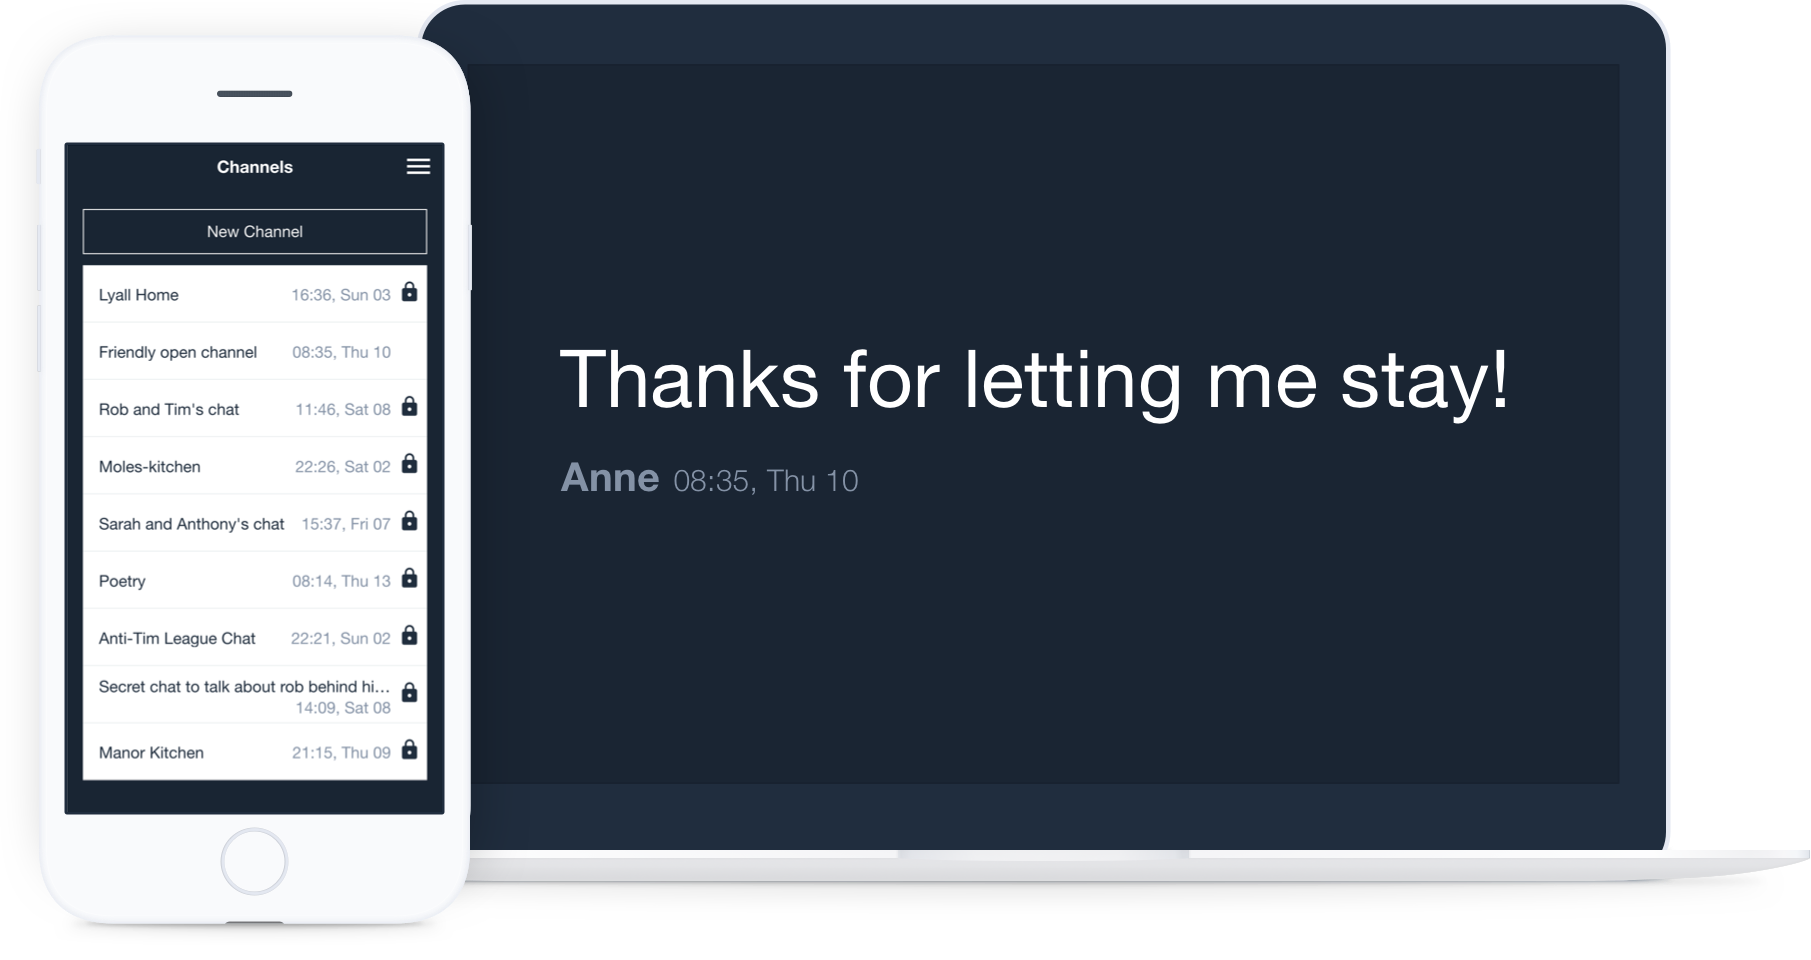 Channels
New Channel
Lyall Home 16:36, Sun 03
Friendly open channel 08:35, Thu 10
Rob and Tim's chat 11:46, Sat 08
Moles-kitchen 22:26, Sat 02
Sarah and Anthony's chat 15:37, Fri 07
Poetry 08:14, Thu 13
Anti-Tim League Chat 22:21, Sun 02
Secret chat to talk about rob behind hi...
14:09, Sat 08
Manor Kitchen 21:15, Thu 09
Thanks for letting me stay!
Anne 08:35, Thu 10